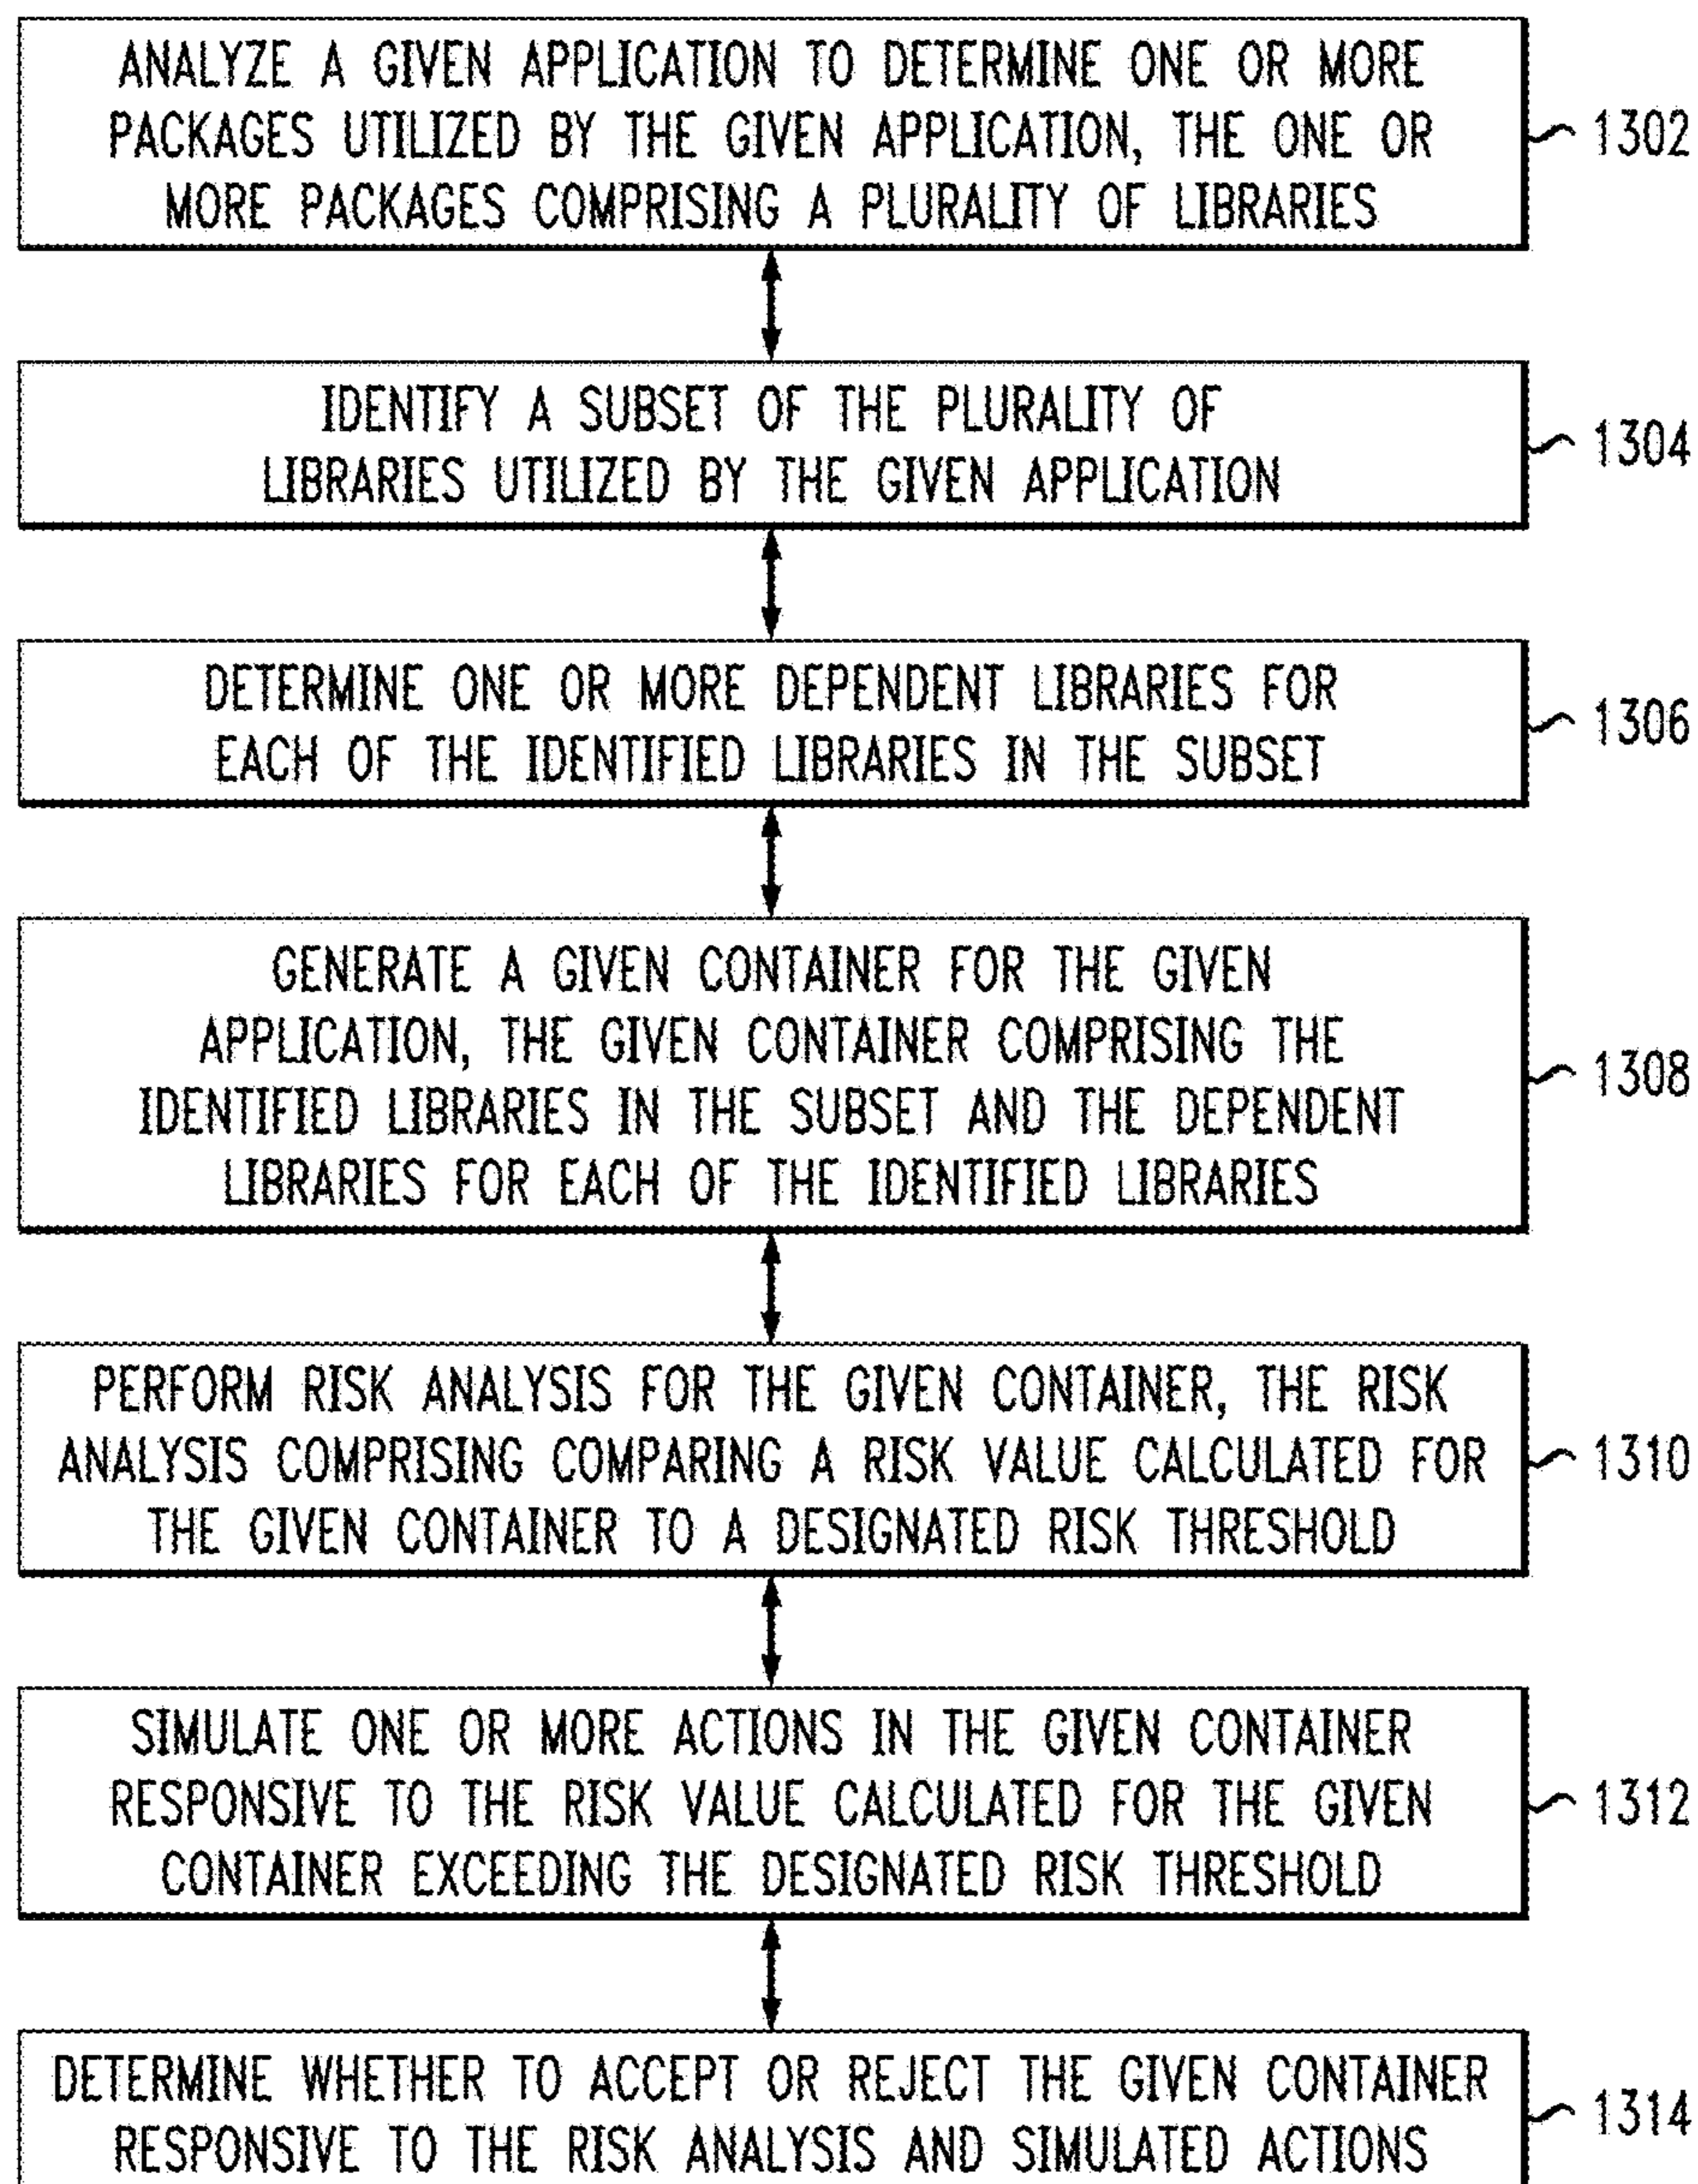 ANALYZE A GIVEN APPLICATION TO DETERMINE ONE OR MORE
PACKAGES UTILIZED BY THE GIVEN APPLICATION, THE ONE OR
MORE PACKAGES COMPRISING A PLURALITY OF LIBRARIES
1302
IDENTIFY A SUBSET OF THE PLURALITY OF
LIBRARIES UTILIZED BY THE GIVEN APPLICATION
1304
DETERMINE ONE OR MORE DEPENDENT LIBRARIES FOR
EACH OF THE IDENTIFIED LIBRARIES IN THE SUBSET
1306
GENERATE A GIVEN CONTAINER FOR THE GIVEN
APPLICATION, THE GIVEN CONTAINER COMPRISING THE
IDENTIFIED LIBRARIES IN THE SUBSET AND THE DEPENDENT
LIBRARIES FOR EACH OF THE IDENTIFIED LIBRARIES
1308
PERFORM RISK ANALYSIS FOR THE GIVEN CONTAINER, THE RISK
ANALYSIS COMPRISING COMPARING A RISK VALUE CALCULATED FOR
THE GIVEN CONTAINER TO A DESIGNATED RISK THRESHOLD
1310
SIMULATE ONE OR MORE ACTIONS IN THE GIVEN CONTAINER
RESPONSIVE TO THE RISK VALUE CALCULATED FOR THE GIVEN
CONTAINER EXCEEDING THE DESIGNATED RISK THRESHOLD
1312
DETERMINE WHETHER TO ACCEPT OR REJECT THE GIVEN CONTAINER
RESPONSIVE TO THE RISK ANALYSIS AND SIMULATED ACTIONS
1314